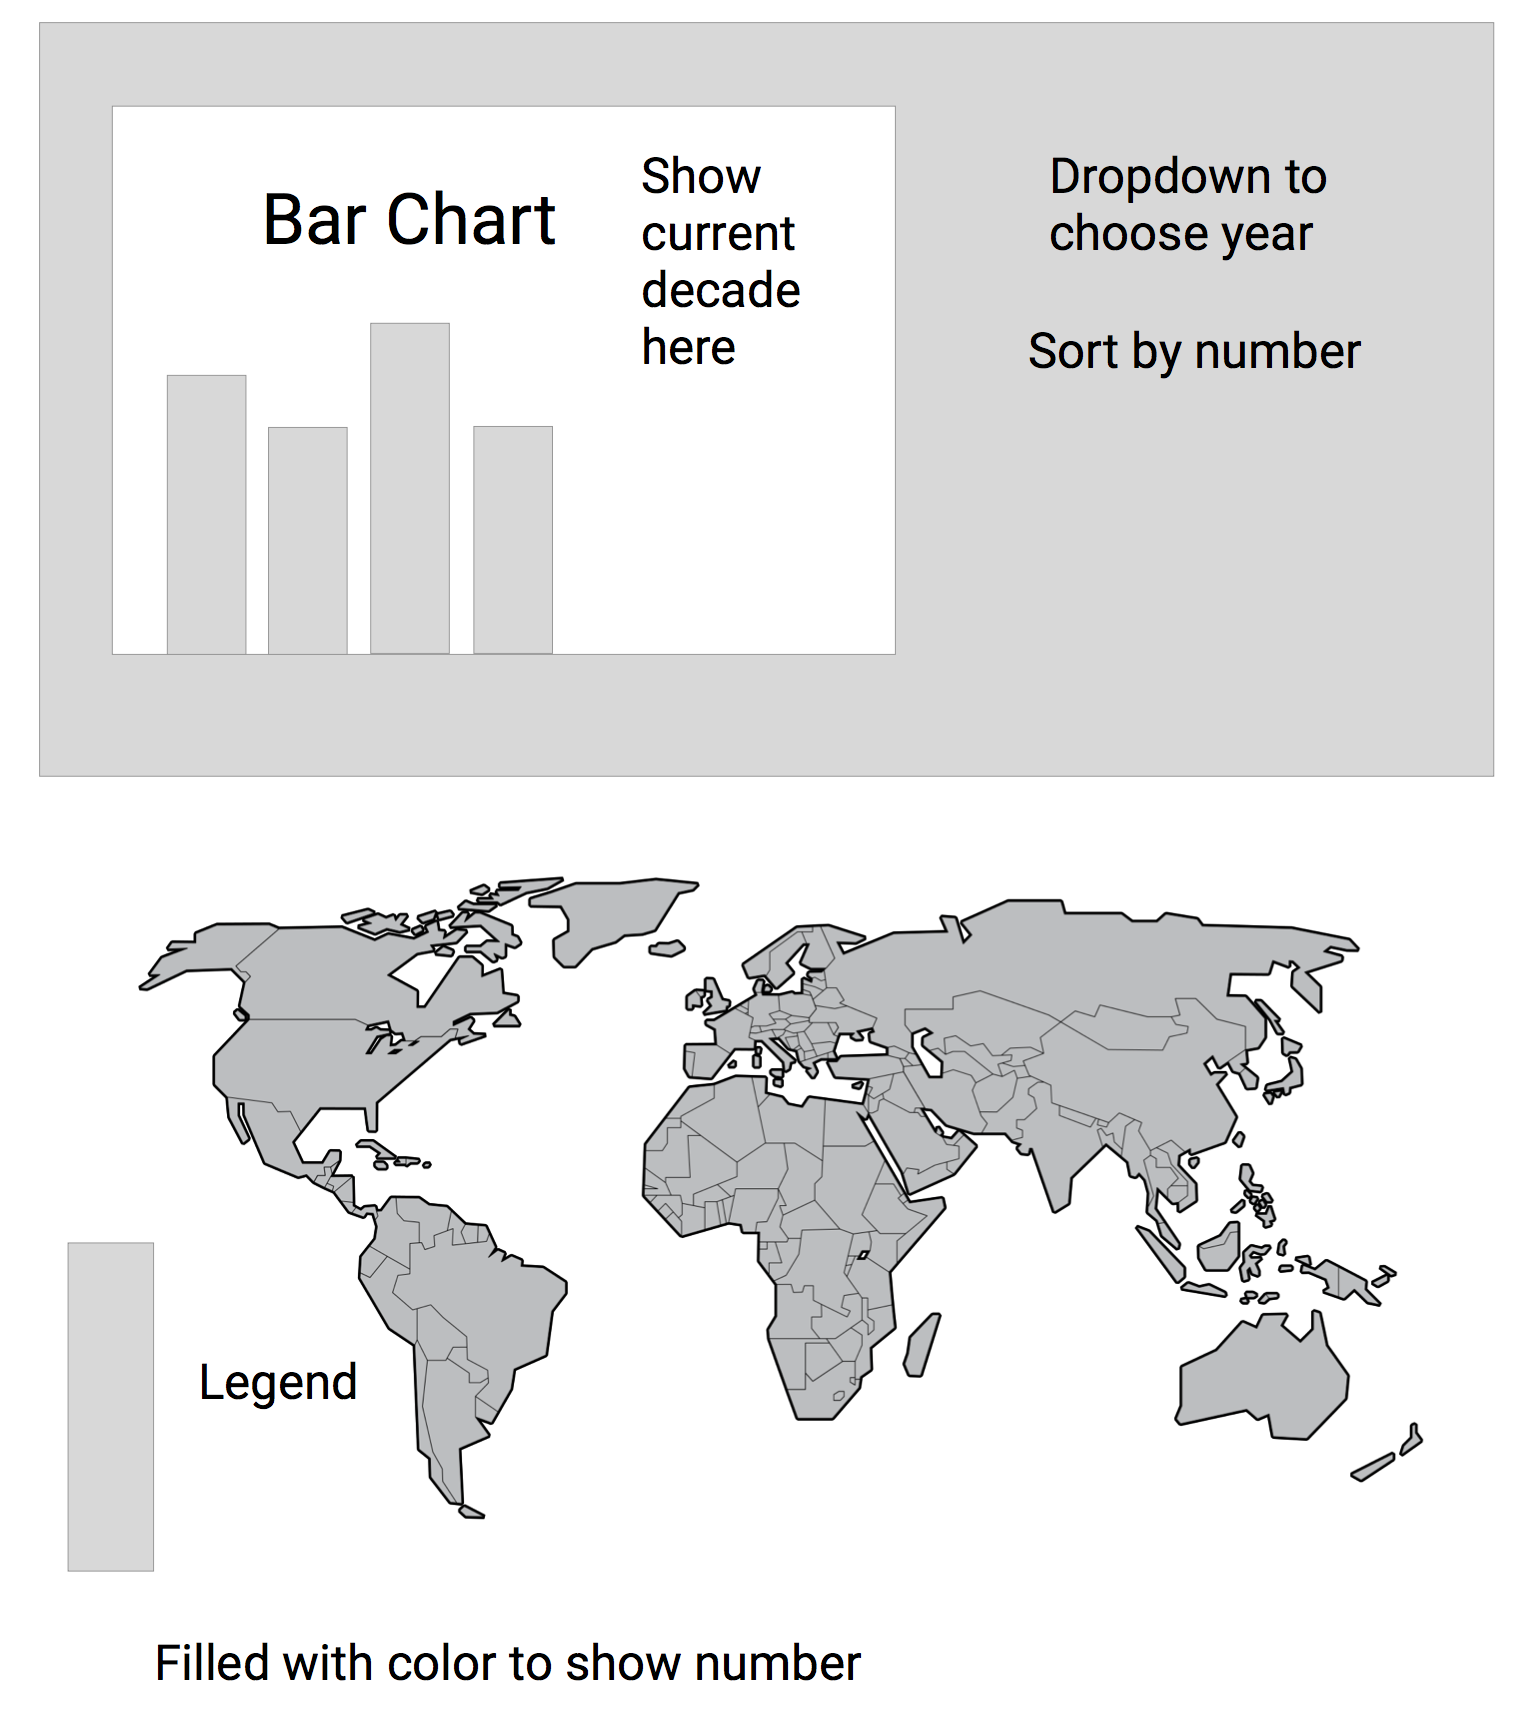 Bar Chart
Show
current
decade
here
Dropdown to
choose year
Sort by number
Legend
Filled with color to show number